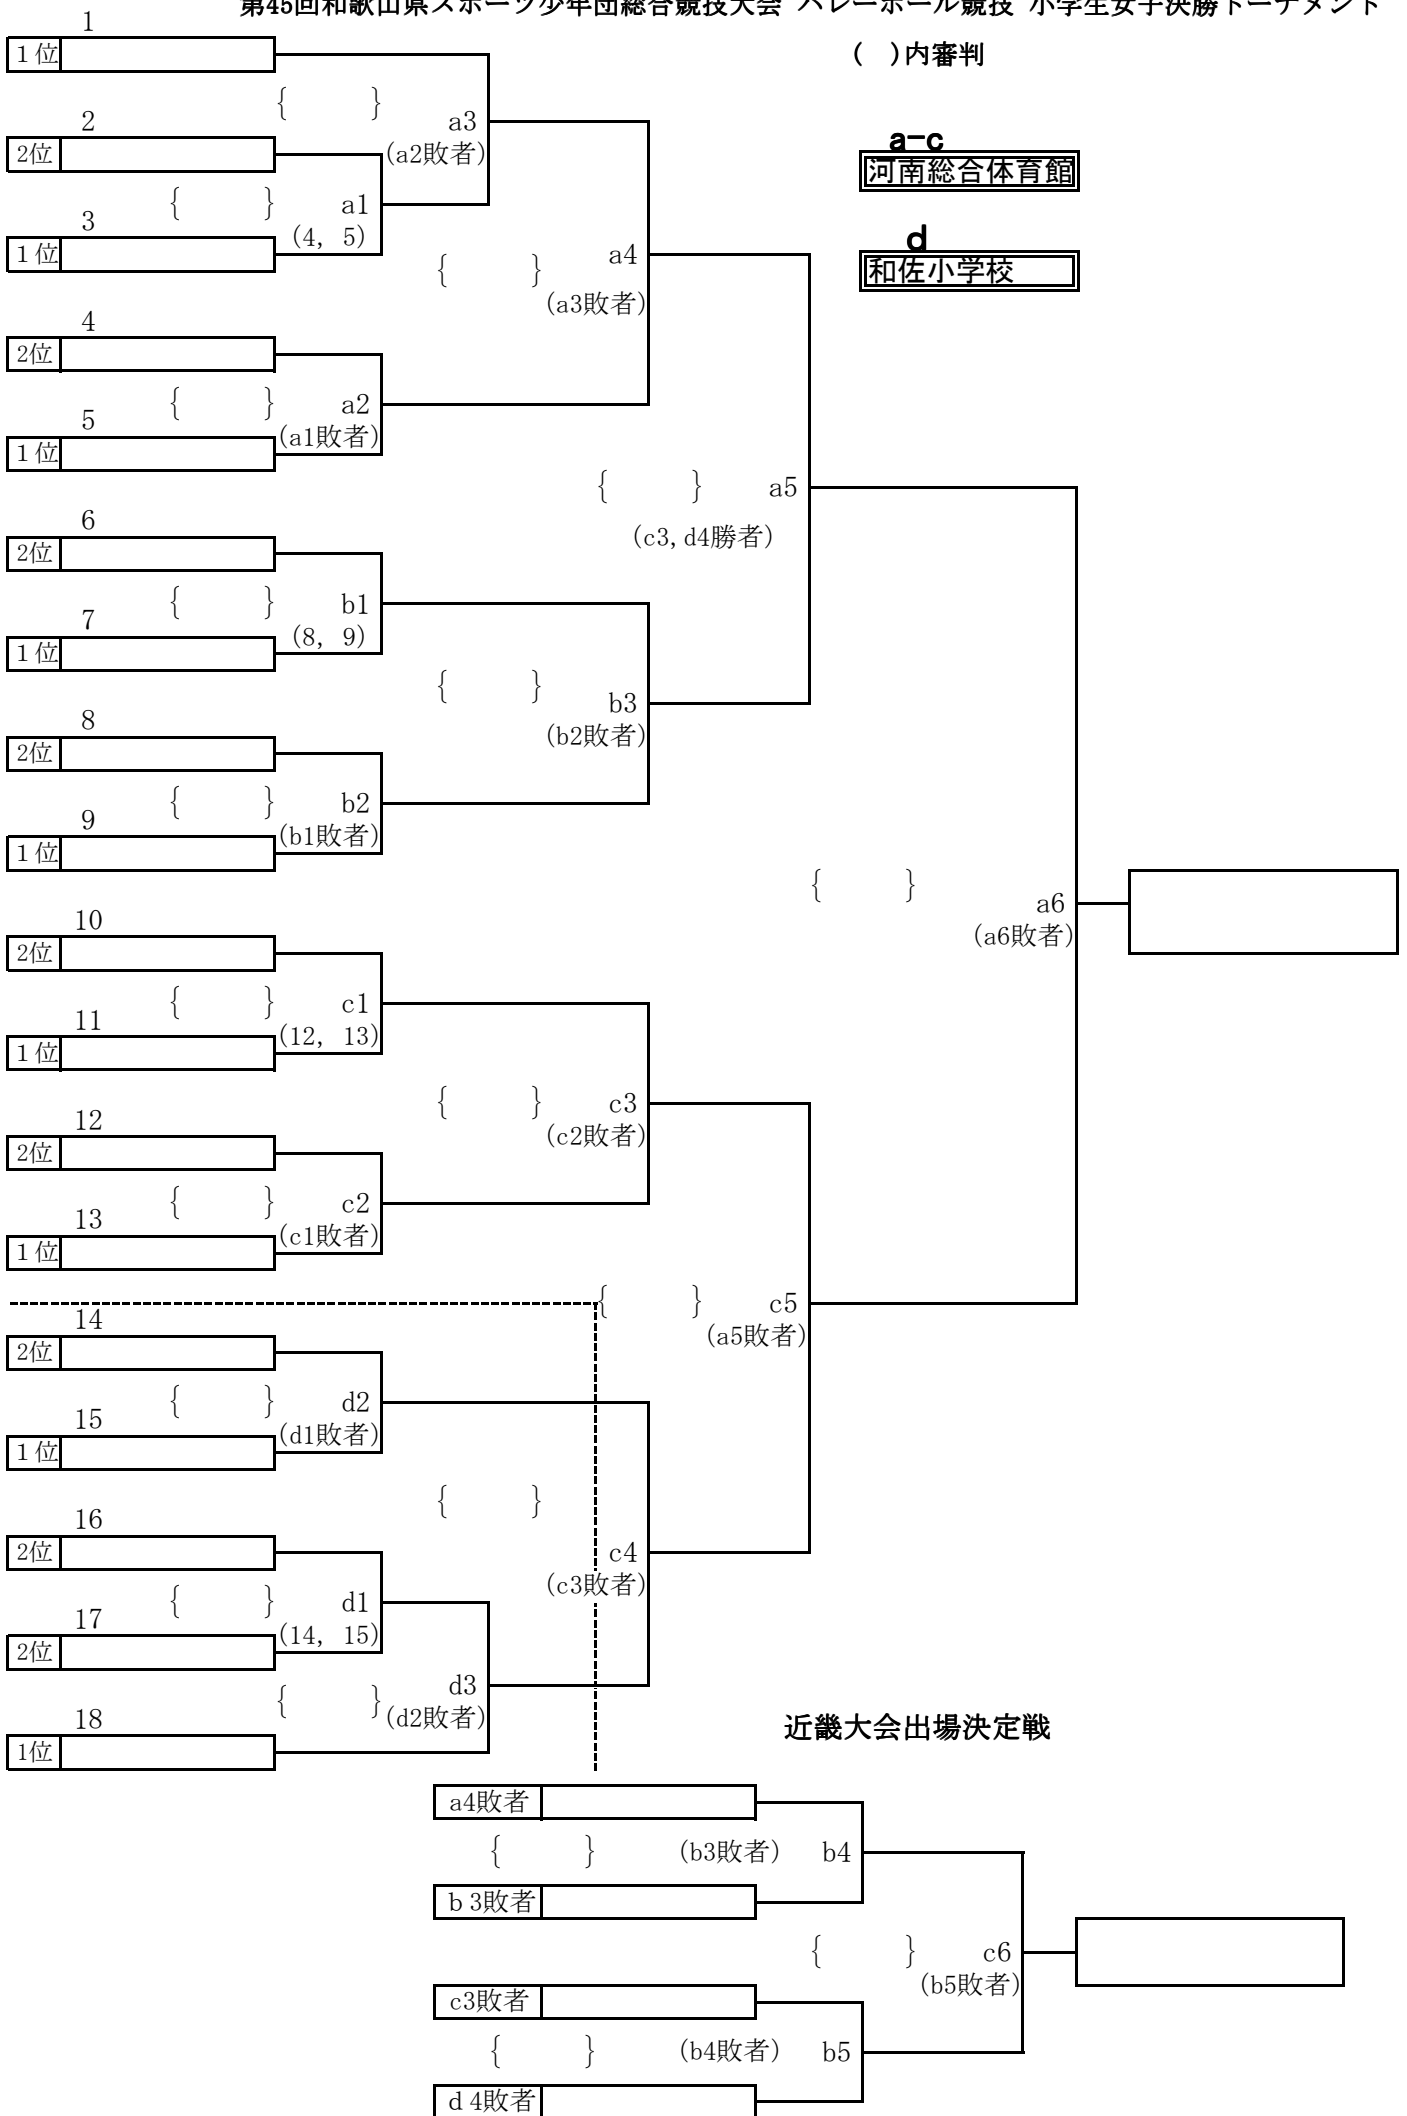 第45回和歌山県スポーツ少年団総合競技大会 バレーボール競技 小学生女子決勝トーナメント
( )内審判
a-c
河南総合体育館
d
和佐小学校
1
1位
{ }
a3
(a2敗者)
2
2位
{ }
a1
(4, 5)
3
1位
{ }
a4
(a3敗者)
4
2位
{ }
a2
(a1敗者)
5
1位
{ }
a5
(c3,d4勝者)
6
2位
{ }
b1
(8, 9)
7
1位
{ }
b3
(b2敗者)
8
2位
{ }
b2
(b1敗者)
9
1位
{ }
a6
(a6敗者)
10
2位
{ }
c1
(12, 13)
11
1位
{ }
c3
(c2敗者)
12
2位
{ }
c2
(c1敗者)
13
1位
{ }
c5
(a5敗者)
14
2位
{ }
d2
(d1敗者)
15
1位
{ }
c4
(c3敗者)
16
2位
{ }
d1
(14, 15)
17
2位
{ }
d3
(d2敗者)
18
1位
近畿大会出場決定戦
a4敗者
{ } (b3敗者) b4
b3敗者
{ } c6
(b5敗者)
c3敗者
{ } (b4敗者) b5
d4敗者